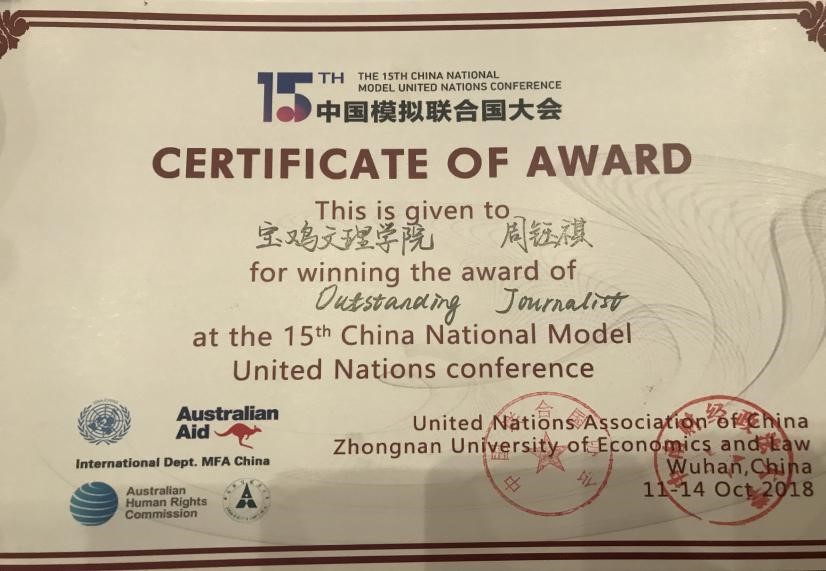 15TH THE 15TH CHINA NATIONAL
MODEL UNITED NATIONS CONFERENCE
中国模拟联合国大会
CERTIFICATE OF AWARD
This is given to
宝鸡文理学院 周钰祺
for winning the award of
Outstanding Journalist
at the 15th China National Model
United Nations conference
Australian
Aid
International Dept. MFA China
Australian
Human Rights
Commission
United Nations Association of China
Zhongnan University of Economics and Law
Wuhan,China
11-14 Oct 2018